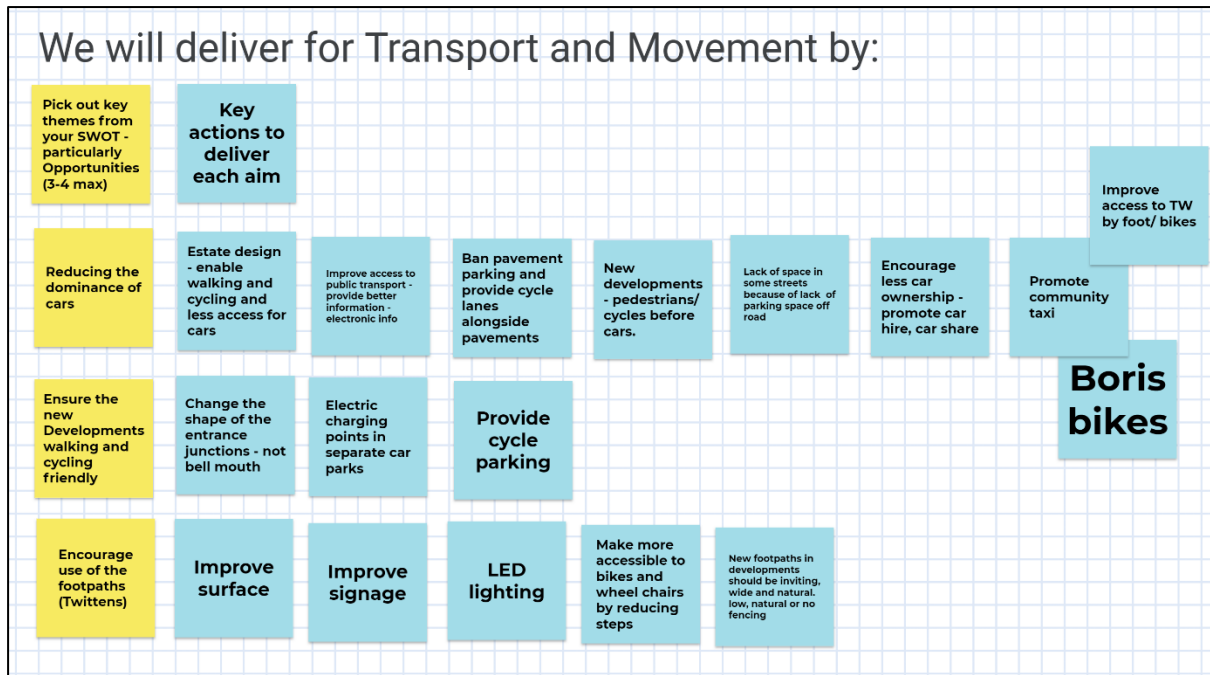 We will deliver for Transport and Movement by:
Pick out key
themes from
your SWOT -
particularly
Opportunities
(3-4 max)
Key
actions to
deliver
each aim
Improve
access to TW
by foot/ bikes
Reducing the
dominance of
cars
Estate design
- enable
walking and
cycling and
less access for
cars
Improve access to
public transport -
provide better
information -
electronic info
Ban pavement
parking and
provide cycle
lanes
alongside
pavements
New
developments
- pedestrians/
cycles before
cars.
Lack of space in
some streets
because of lack of
parking space off
road
Encourage
less car
ownership -
promote car
hire, car share
Promote
community
taxi
Boris
bikes
Ensure the
new
Developments
walking and
cycling
friendly
Change the
shape of the
entrance
junctions - not
bell mouth
Electric
charging
points in
separate car
parks
Provide
cycle
parking
Encourage
use of the
footpaths
(Twittens)
Improve
surface
Improve
signage
LED
lighting
Make more
accessible to
bikes and
wheel chairs
by reducing
steps
New footpaths in
developments
should be inviting,
wide and natural.
low, natural or no
fencing